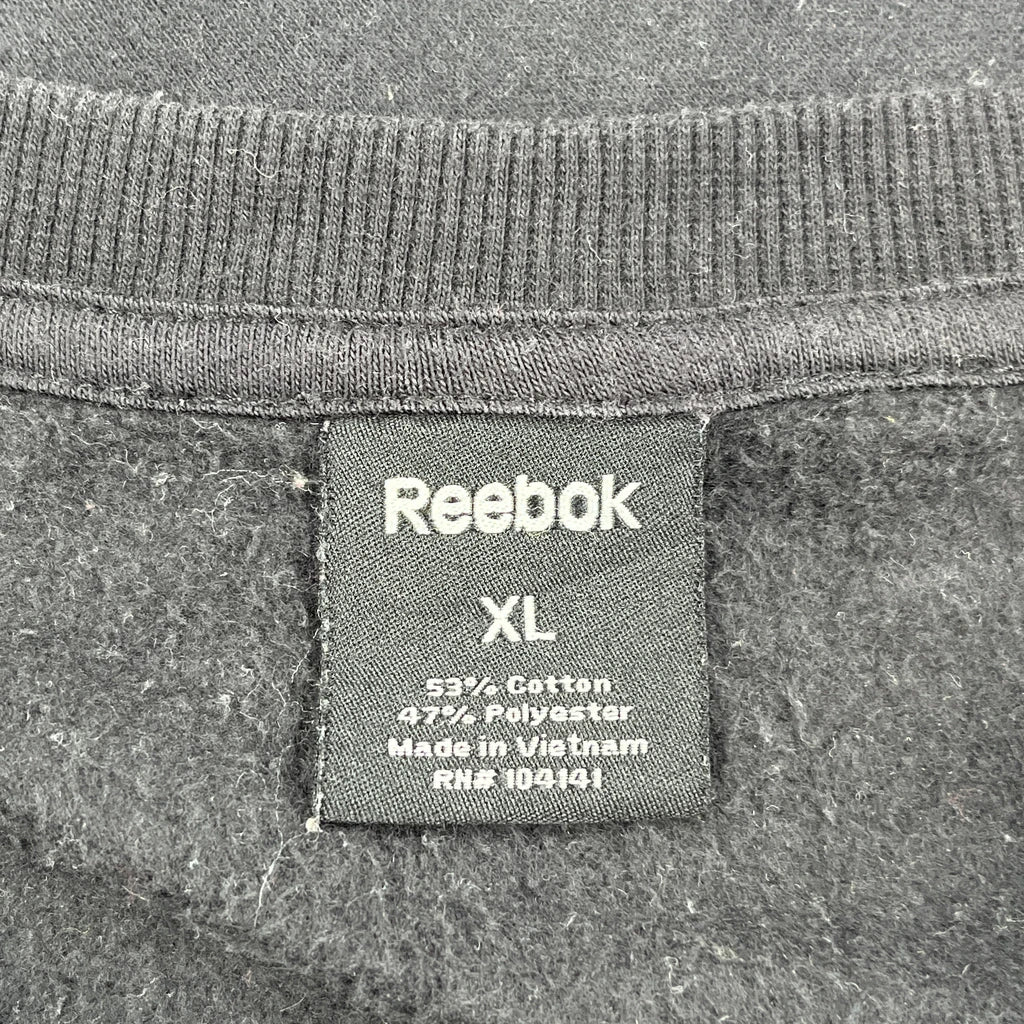 Reebok
XL
53% Cotton
47% Polyester
Made in Vietnam
RN# 104141